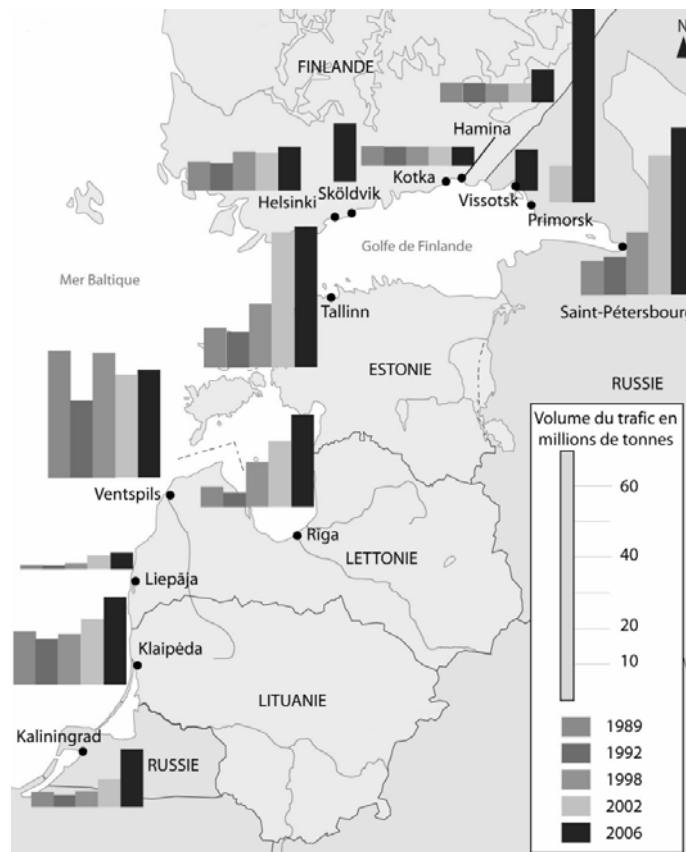 N
FINLANDE
Hamina
Kotka
Helsinki
Sköldvik
Vissotsk
Primorsk
Golfe de Finlande
Mer Baltique
Tallinn
Saint-Pétersbourg
ESTONIE
RUSSIE
Volume du trafic en
millions de tonnes
60
40
20
10
Ventspils
Rīga
LETTONIE
Liepāja
Klaipėda
LITUANIE
Kaliningrad
RUSSIE
1989
1992
1998
2002
2006